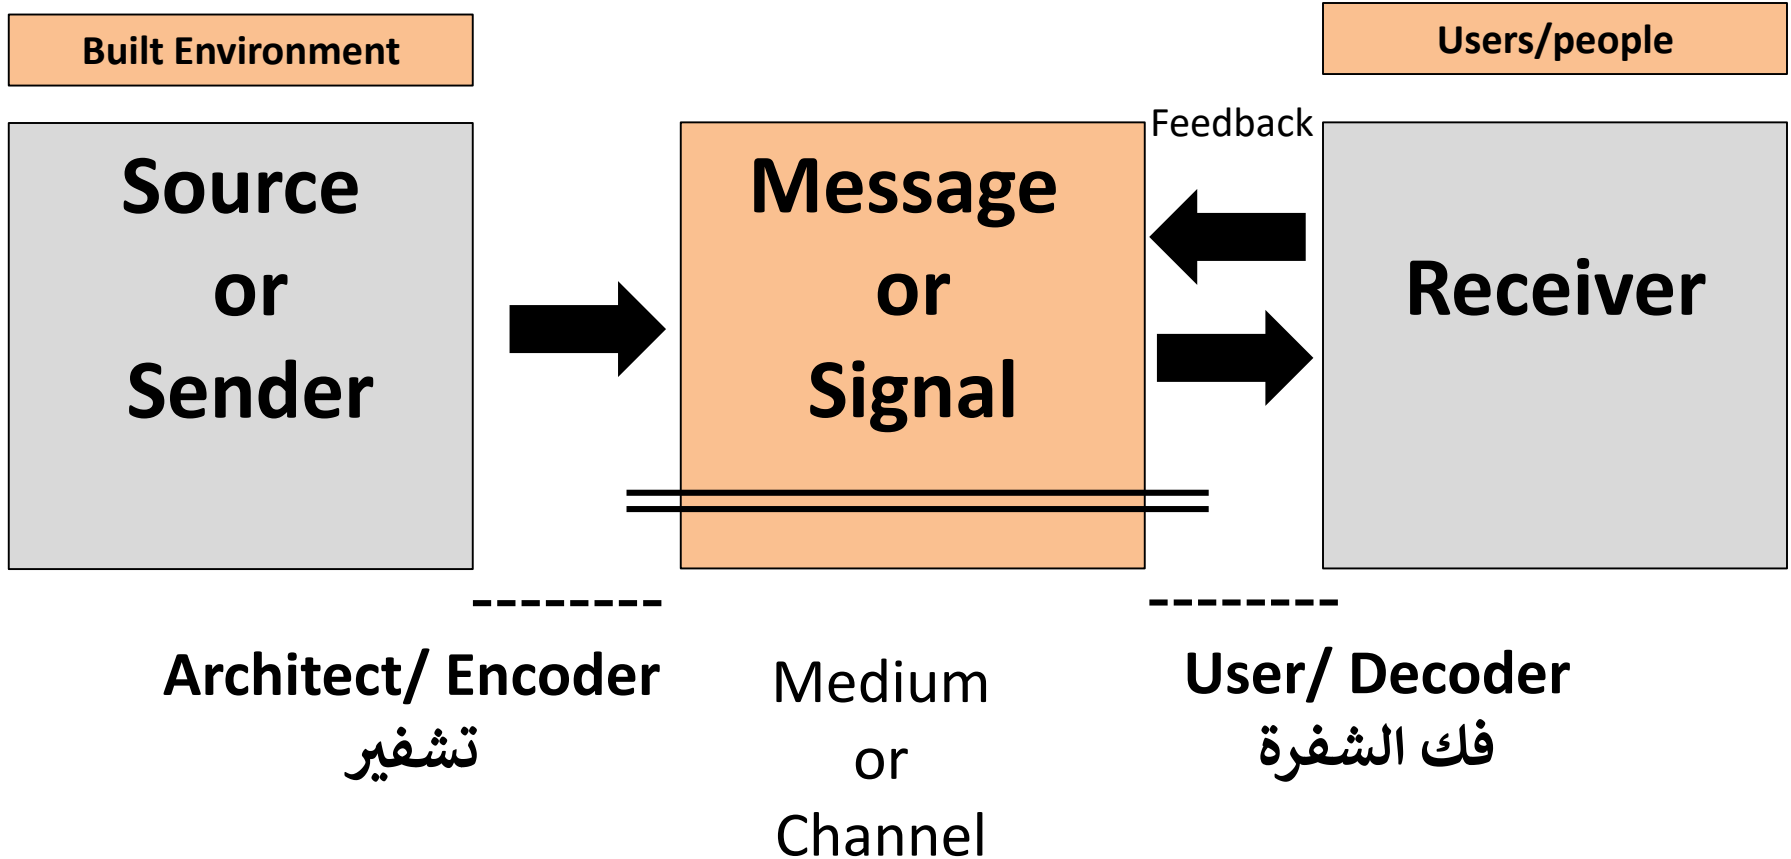 Built Environment
Users/people
Source
or
Sender
Message
or
Signal
Feedback
Receiver
Architect/ Encoder
تشفير
Medium
or
Channel
User/ Decoder
فك الشفرة